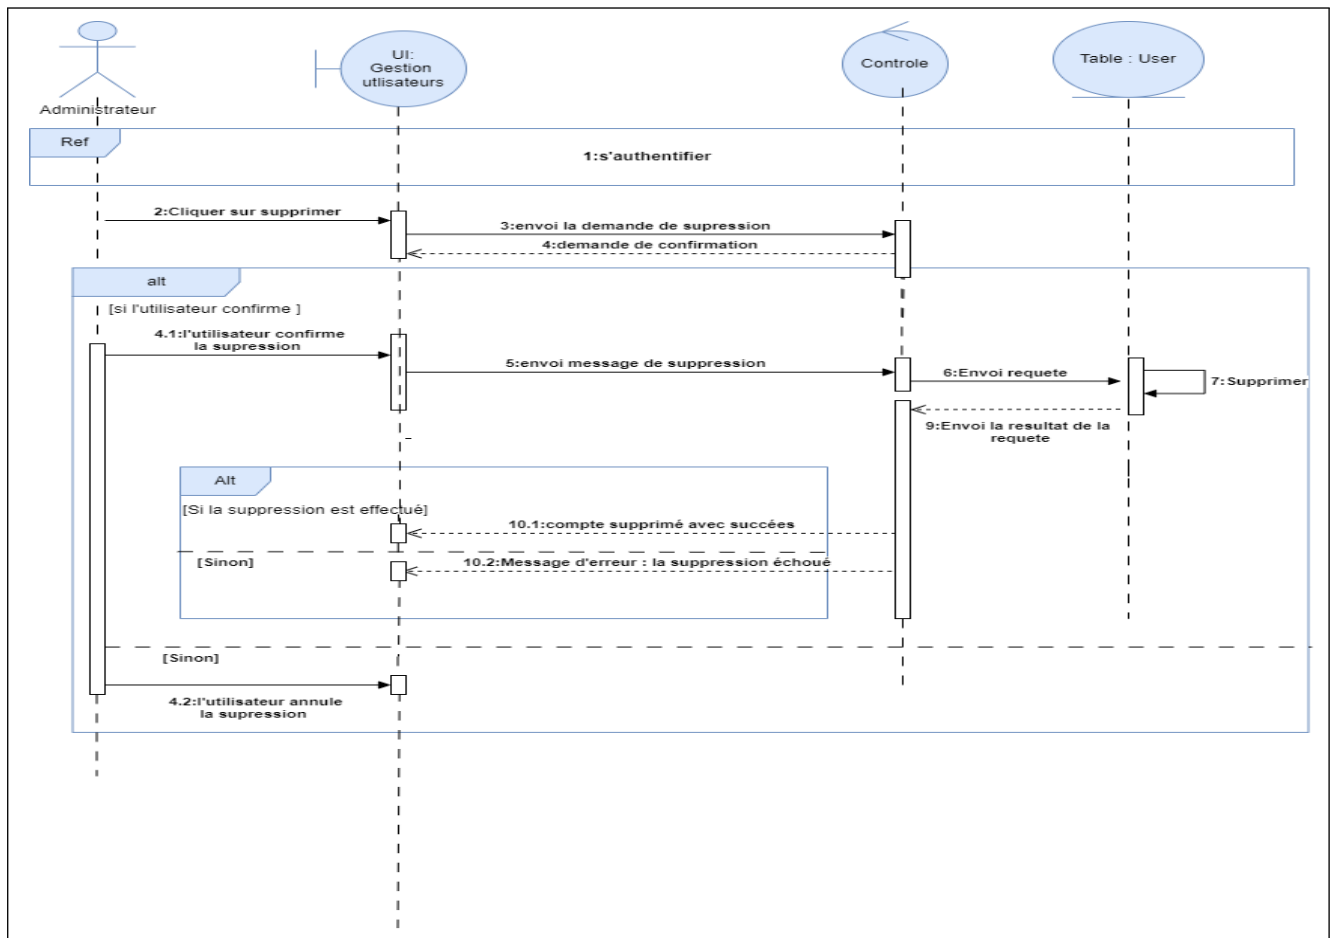 UI:
Gestion
utlisateurs
Controle
Table : User
Administrateur
Ref
1:s'authentifier
2:Cliquer sur supprimer
3:envoi la demande de supression
4:demande de confirmation
alt
[si l'utilisateur confirme ]
4.1:l'utilisateur confirme
la supression
5:envoi message de suppression
6:Envoi requete
7:Supprimer
9:Envoi la resultat de la
requete
Alt
[Si la suppression est effectué]
10.1:compte supprimé avec succées
[Sinon]
10.2:Message d'erreur : la suppression échoué
[Sinon]
4.2:l'utilisateur annule
la supression